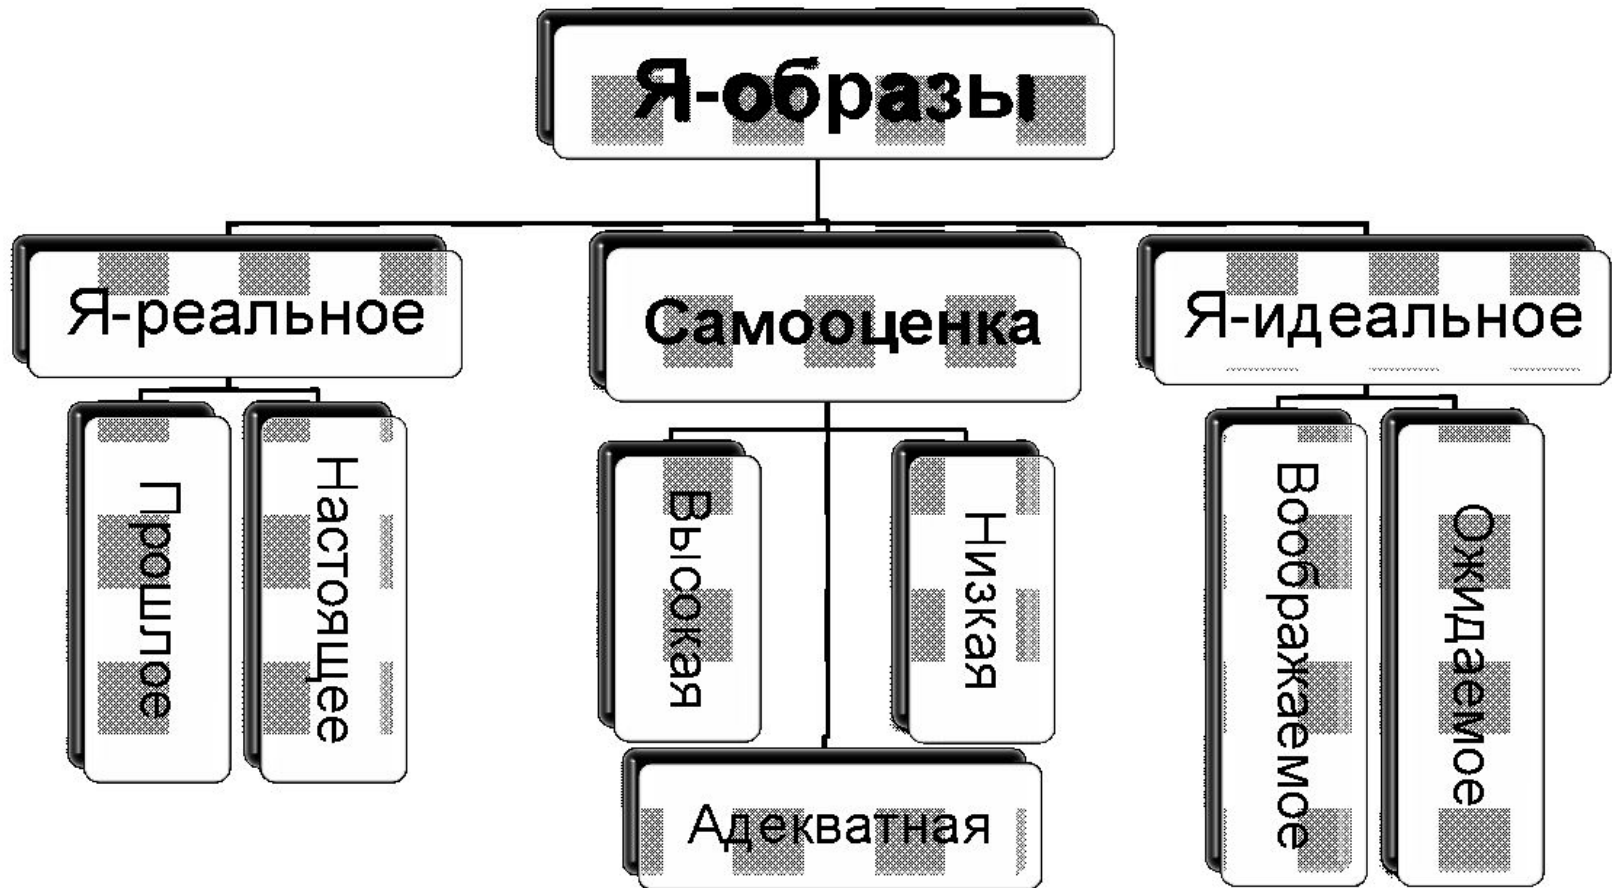 Я-образы
Я-реальное
Самооценка
Я-идеальное
Прошлое
Настоящее
Высокая
Низкая
Воображаемое
Ожидаемое
Адекватная